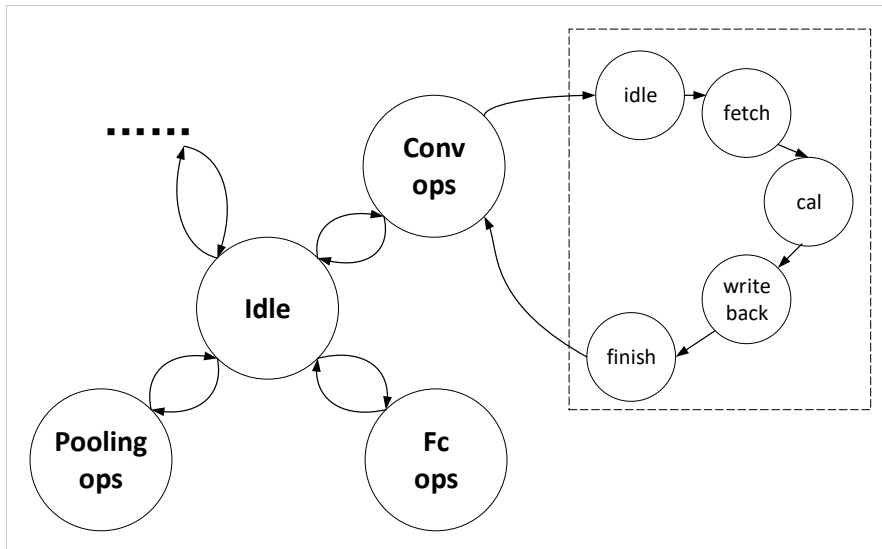 ......
Conv
ops
Idle
Pooling
ops
Fc
ops
idle
fetch
cal
write
back
finish